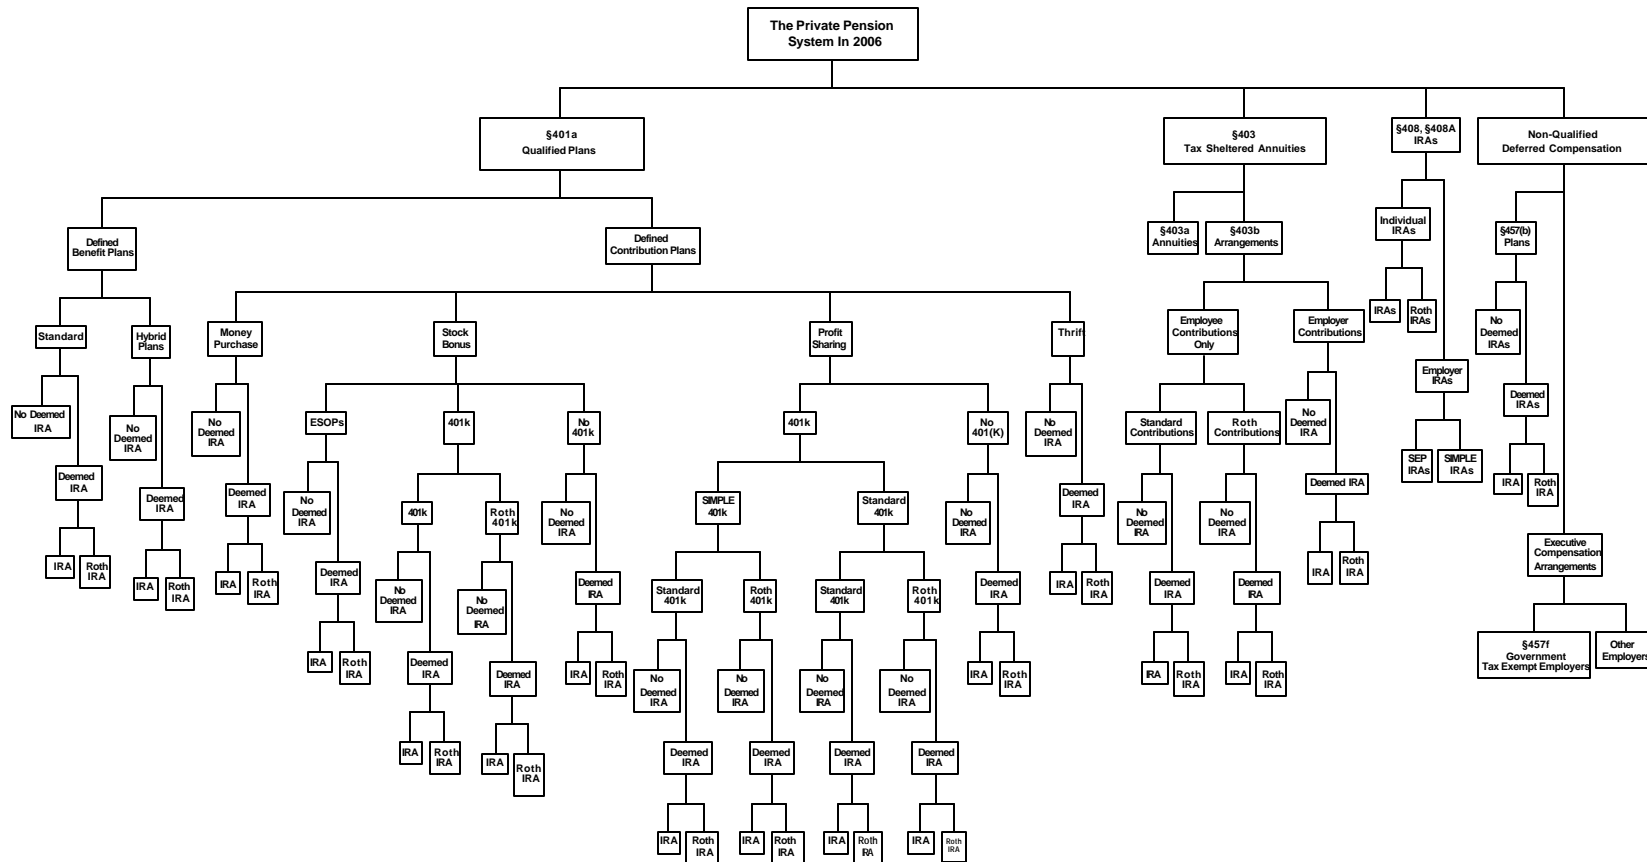 The Private Pension
System In 2006
§401a
Qualified Plans
§403
Tax Sheltered Annuities
§408, §408A
IRAs
Non-Qualified
Deferred Compensation
Defined
Benefit Plans
Defined
Contribution Plans
§403a
Annuities
§403b
Arrangements
Individual
IRAs
§457(b)
Plans
Standard
Hybrid
Plans
Money
Purchase
Stock
Bonus
Profit
Sharing
Thrift
Employee
Contributions
Only
Employer
Contributions
IRAs
Roth
IRAs
No
Deemed
IRAs
Employer
IRAs
Deemed
IRAs
No Deemed
IRA
No
Deemed
IRA
No
Deemed
IRA
ESOPs
401k
No
401k
401k
No
401(K)
No
Deemed
IRA
Standard
Contributions
Roth
Contributions
No
Deemed
IRA
SEP
IRAs
SIMPLE
IRAs
IRA
Roth
IRA
Deemed
IRA
Deemed
IRA
Deemed
IRA
No
Deemed
IRA
401k
Roth
401k
No
Deemed
IRA
SIMPLE
401k
Standard
401k
No
Deemed
IRA
Deemed
IRA
No
Deemed
IRA
No
Deemed
IRA
Deemed IRA
IRA
Roth
IRA
IRA
Roth
IRA
IRA
Roth
IRA
Deemed
IRA
No
Deemed
IRA
No
Deemed
IRA
Deemed
IRA
Standard
401k
Roth
401k
Standard
401k
Roth
401k
Deemed
IRA
IRA
Roth
IRA
Deemed
IRA
Deemed
IRA
IRA
Roth
IRA
Executive
Compensation
Arrangements
IRA
Roth
IRA
Deemed
IRA
Deemed
IRA
IRA
Roth
IRA
No
Deemed
IRA
No
Deemed
IRA
No
Deemed
IRA
No
Deemed
IRA
IRA
Roth
IRA
IRA
Roth
IRA
IRA
Roth
IRA
§457f
Government
Tax Exempt Employers
Other
Employers
IRA
Roth
IRA
IRA
Roth
IRA
Deemed
IRA
Deemed
IRA
Deemed
IRA
Deemed
IRA
IRA
Roth
IRA
IRA
Roth
IRA
IRA
Roth
IRA
IRA
Roth
IRA